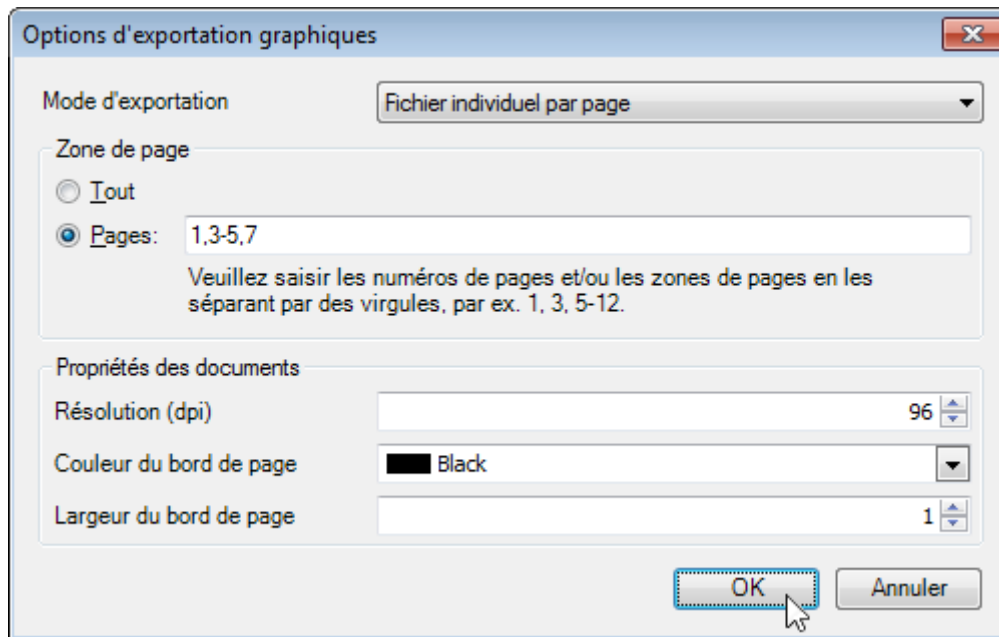 Options d'exportation graphiques
Mode d'exportation Fichier individuel par page
Zone de page
Tout
Pages: 1,3-5,7
Veuillez saisir les numéros de pages et/ou les zones de pages en les
séparant par des virgules, par ex. 1, 3, 5-12.
Propriétés des documents
Résolution (dpi) 96
Couleur du bord de page Black
Largeur du bord de page 1
OK Annuler